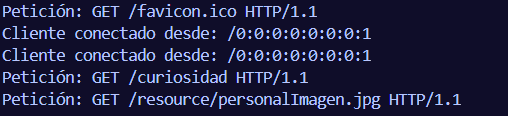 Petición: GET /favicon.ico HTTP/1.1
Cliente conectado desde: /0:0:0:0:0:0:0:1
Cliente conectado desde: /0:0:0:0:0:0:0:1
Petición: GET /curiosidad HTTP/1.1
Petición: GET /resource/personalImagen.jpg HTTP/1.1